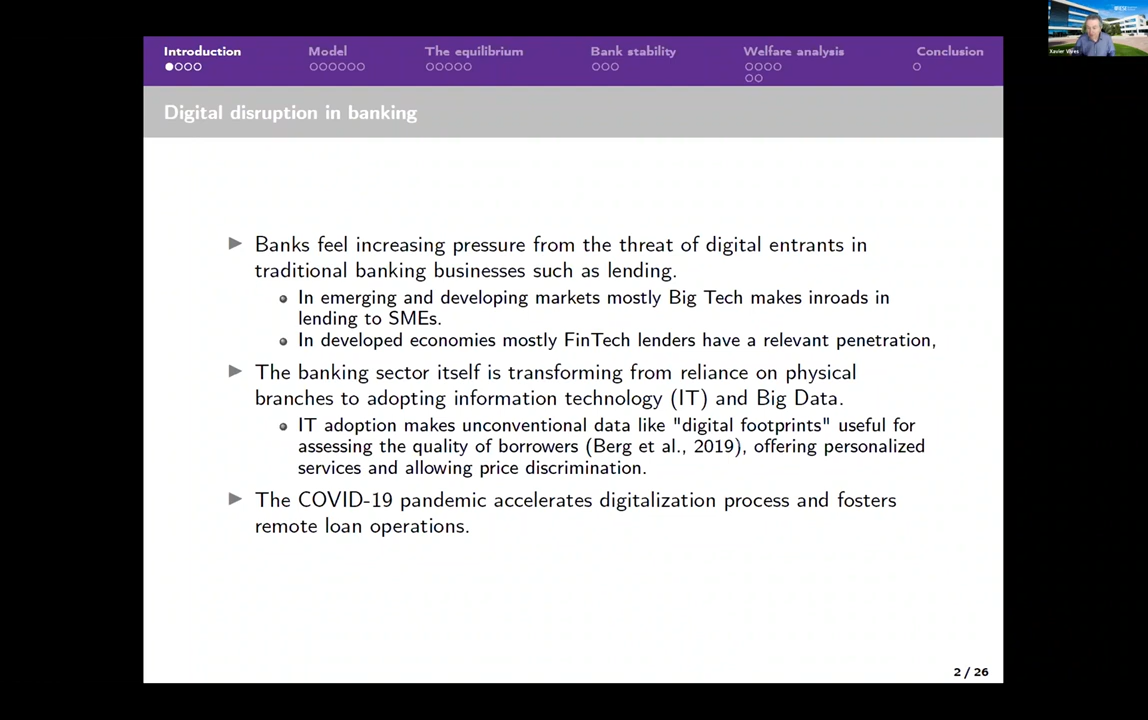 Introduction
Model
The equilibrium
Bank stability
Welfare analysis
Conclusion
Digital disruption in banking
Banks feel increasing pressure from the threat of digital entrants in
traditional banking businesses such as lending.
In emerging and developing markets mostly Big Tech makes inroads in
lending to SMEs.
In developed economies mostly FinTech lenders have a relevant penetration,
The banking sector itself is transforming from reliance on physical
branches to adopting information technology (IT) and Big Data.
IT adoption makes unconventional data like "digital footprints" useful for
assessing the quality of borrowers (Berg et al., 2019), offering personalized
services and allowing price discrimination.
The COVID-19 pandemic accelerates digitalization process and fosters
remote loan operations.
2 / 26
IESE
Xavier Vives